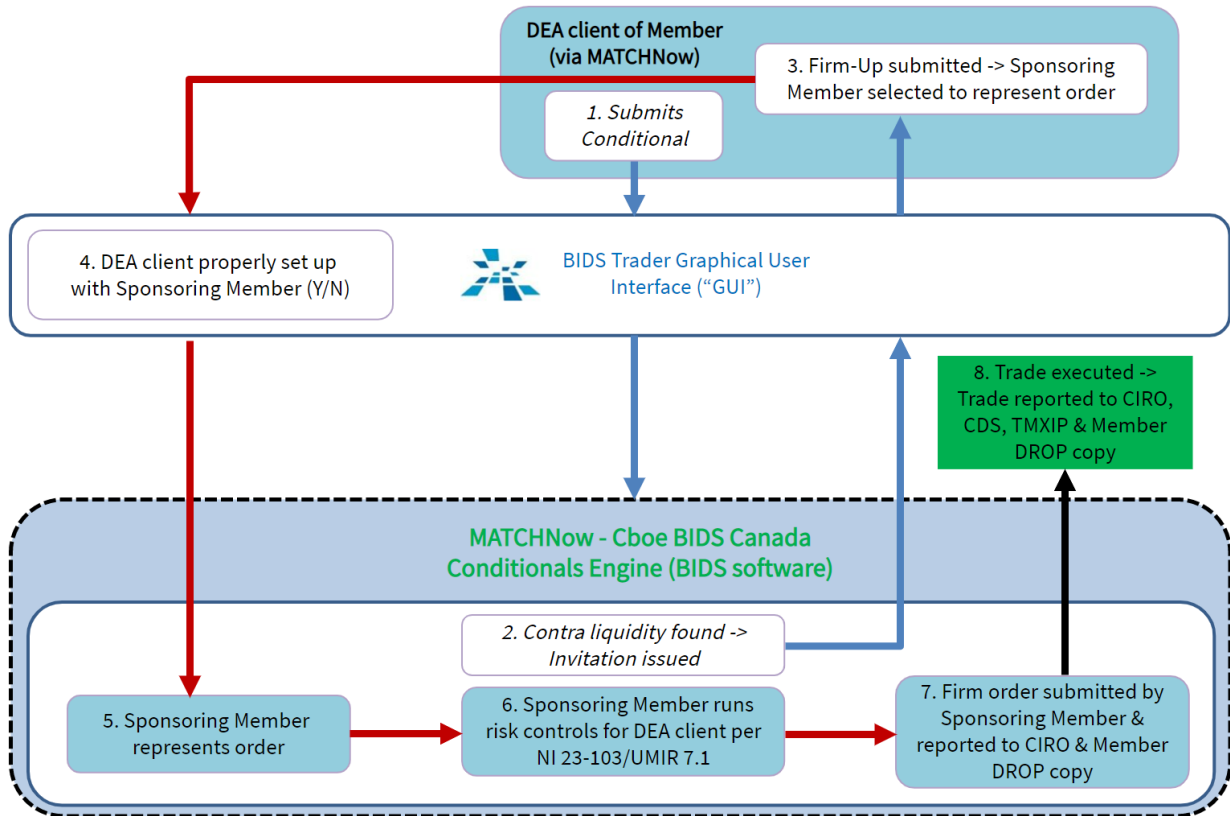 DEA client of Member
(via MATCHNow)
3. Firm-Up submitted -> Sponsoring
Member selected to represent order
1. Submits
Conditional
4. DEA client properly set up
with Sponsoring Member (Y/N)
BIDS Trader Graphical User
Interface (“GUI”)
8. Trade executed ->
Trade reported to CIRO,
CDS, TMXIP & Member
DROP copy
MATCHNow - Cboe BIDS Canada
Conditionals Engine (BIDS software)
2. Contra liquidity found ->
Invitation issued
5. Sponsoring Member
represents order
6. Sponsoring Member runs
risk controls for DEA client per
NI 23-103/UMIR 7.1
7. Firm order submitted by
Sponsoring Member &
reported to CIRO & Member
DROP copy